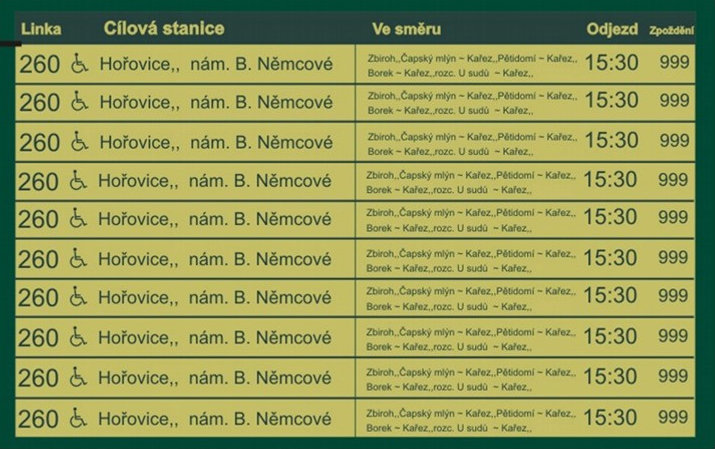 Linka Cílová stanice Ve směru Odjezd Zpoždění
260 Hořovice,, nám. B. Němcové Zbiroh,,Čapský mlýn ~ Kařez,,Pětidomí ~ Kařez,, 15:30 999
Borek ~ Kařez,,rozc. U sudů ~ Kařez,,
260 Hořovice,, nám. B. Němcové Zbiroh,,Čapský mlýn ~ Kařez,,Pětidomí ~ Kařez,, 15:30 999
Borek ~ Kařez,,rozc. U sudů ~ Kařez,,
260 Hořovice,, nám. B. Němcové Zbiroh,,Čapský mlýn ~ Kařez,,Pětidomí ~ Kařez,, 15:30 999
Borek ~ Kařez,,rozc. U sudů ~ Kařez,,
260 Hořovice,, nám. B. Němcové Zbiroh,,Čapský mlýn ~ Kařez,,Pětidomí ~ Kařez,, 15:30 999
Borek ~ Kařez,,rozc. U sudů ~ Kařez,,
260 Hořovice,, nám. B. Němcové Zbiroh,,Čapský mlýn ~ Kařez,,Pětidomí ~ Kařez,, 15:30 999
Borek ~ Kařez,,rozc. U sudů ~ Kařez,,
260 Hořovice,, nám. B. Němcové Zbiroh,,Čapský mlýn ~ Kařez,,Pětidomí ~ Kařez,, 15:30 999
Borek ~ Kařez,,rozc. U sudů ~ Kařez,,
260 Hořovice,, nám. B. Němcové Zbiroh,,Čapský mlýn ~ Kařez,,Pětidomí ~ Kařez,, 15:30 999
Borek ~ Kařez,,rozc. U sudů ~ Kařez,,
260 Hořovice,, nám. B. Němcové Zbiroh,,Čapský mlýn ~ Kařez,,Pětidomí ~ Kařez,, 15:30 999
Borek ~ Kařez,,rozc. U sudů ~ Kařez,,
260 Hořovice,, nám. B. Němcové Zbiroh,,Čapský mlýn ~ Kařez,,Pětidomí ~ Kařez,, 15:30 999
Borek ~ Kařez,,rozc. U sudů ~ Kařez,,
260 Hořovice,, nám. B. Němcové Zbiroh,,Čapský mlýn ~ Kařez,,Pětidomí ~ Kařez,, 15:30 999
Borek ~ Kařez,,rozc. U sudů ~ Kařez,,